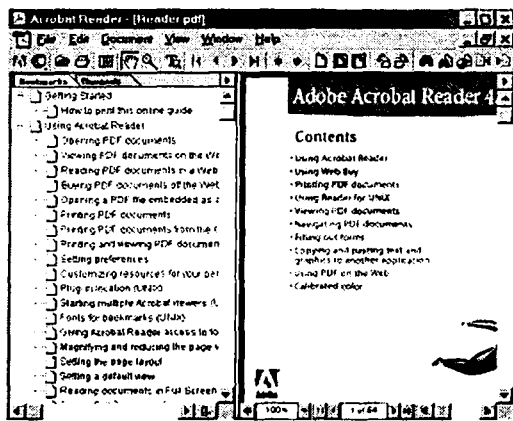 Acrobat Reader - [Reader.pdf]
File Edit Document View Window Help
Bookmarks Thumbnails
Getting Started
How to print this online guide
Using Acrobat Reader
Opening PDF documents
Viewing PDF documents on the We
Reading PDF documents in a Web
Buying PDF documents of the Web
Opening a PDF file embedded as a
Printing PDF documents
Printing PDF documents from the
Printing and viewing PDF documen
Setting preferences
Customizing resources for your per
Plug-in location (UNIX)
Starting multiple Acrobat viewers
Fonts for bookmarks (UNIX)
Giving Acrobat Reader access to fo
Magnifying and reducing the page v
Setting the page layout
Setting a default view
Reading documents in Full Screen
Adobe Acrobat Reader 4
Contents
• Using Acrobat Reader
• Using Web Buy
• Printing PDF documents
• Using Reader for UNIX
• Viewing PDF documents
• Navigating PDF documents
• Filling out forms
• Copying and pasting text and
graphics to another application
• Using PDF on the Web
• Calibrated color
Adobe
100%
1 of 64